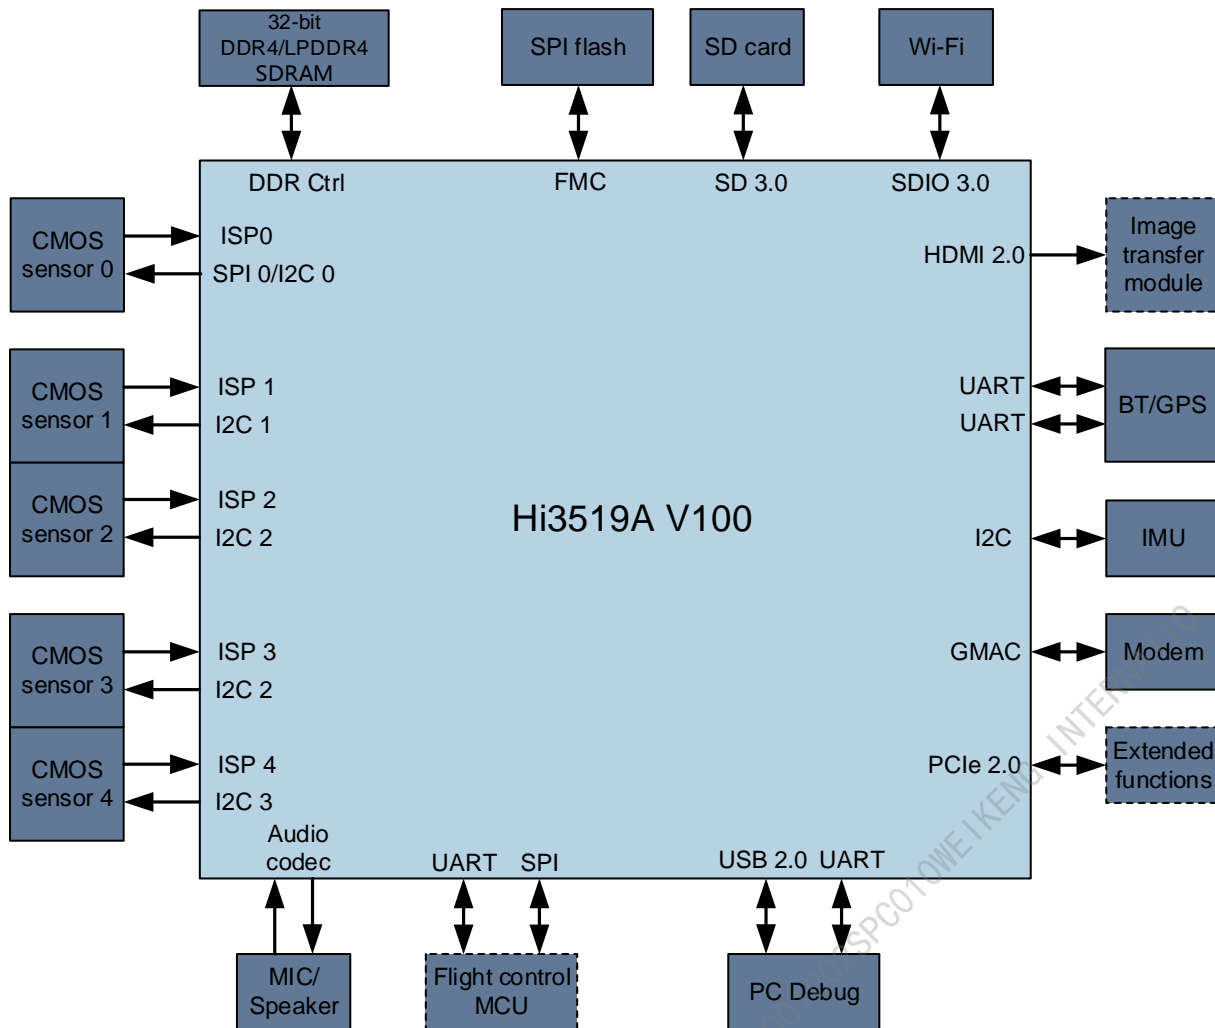 32-bit
DDR4/LPDDR4
SDRAM
SPI flash
SD card
Wi-Fi
DDR Ctrl
FMC
SD 3.0
SDIO 3.0
CMOS
sensor 0
ISP0
SPI 0/I2C 0
HDMI 2.0
Image
transfer
module
CMOS
sensor 1
ISP 1
I2C 1
UART
UART
BT/GPS
CMOS
sensor 2
ISP 2
I2C 2
Hi3519A V100
I2C
IMU
CMOS
sensor 3
ISP 3
I2C 2
GMAC
Modem
CMOS
sensor 4
ISP 4
I2C 3
PCIe 2.0
Extended
functions
Audio
codec
UART
SPI
USB 2.0
UART
MIC/
Speaker
Flight control
MCU
PC Debug